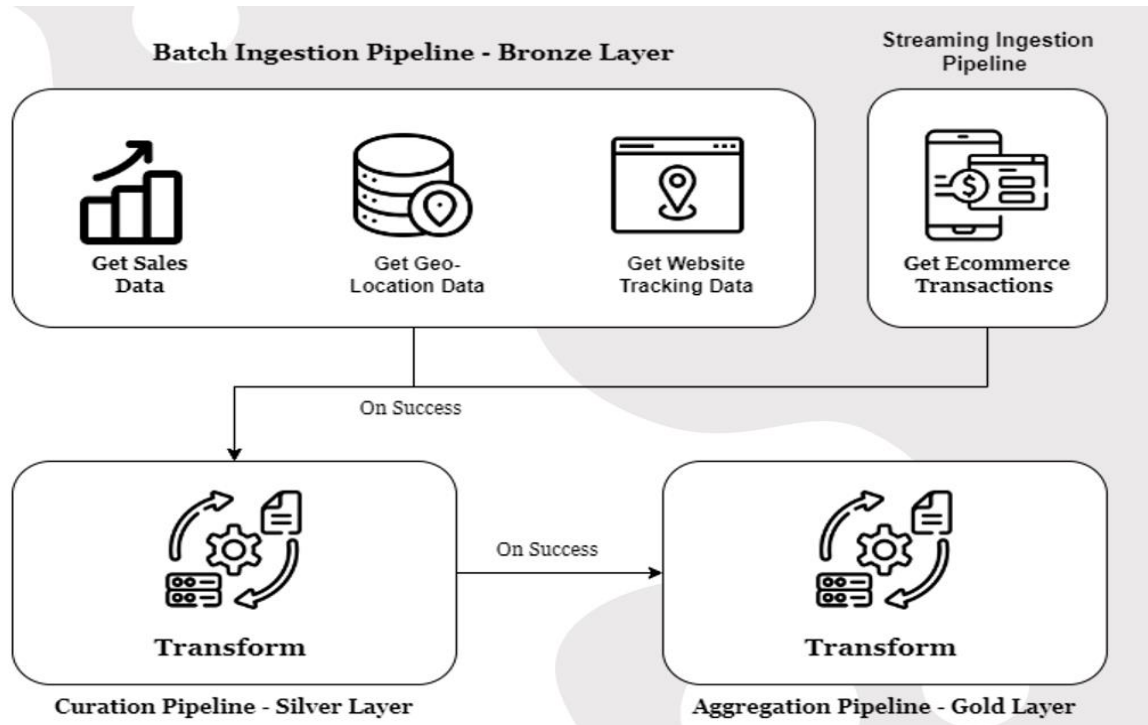 Batch Ingestion Pipeline - Bronze Layer
Streaming Ingestion
Pipeline
Get Sales
Data
Get Geo-
Location Data
Get Website
Tracking Data
$
Get Ecommerce
Transactions
On Success
On Success
Transform
Transform
Curation Pipeline - Silver Layer
Aggregation Pipeline - Gold Layer